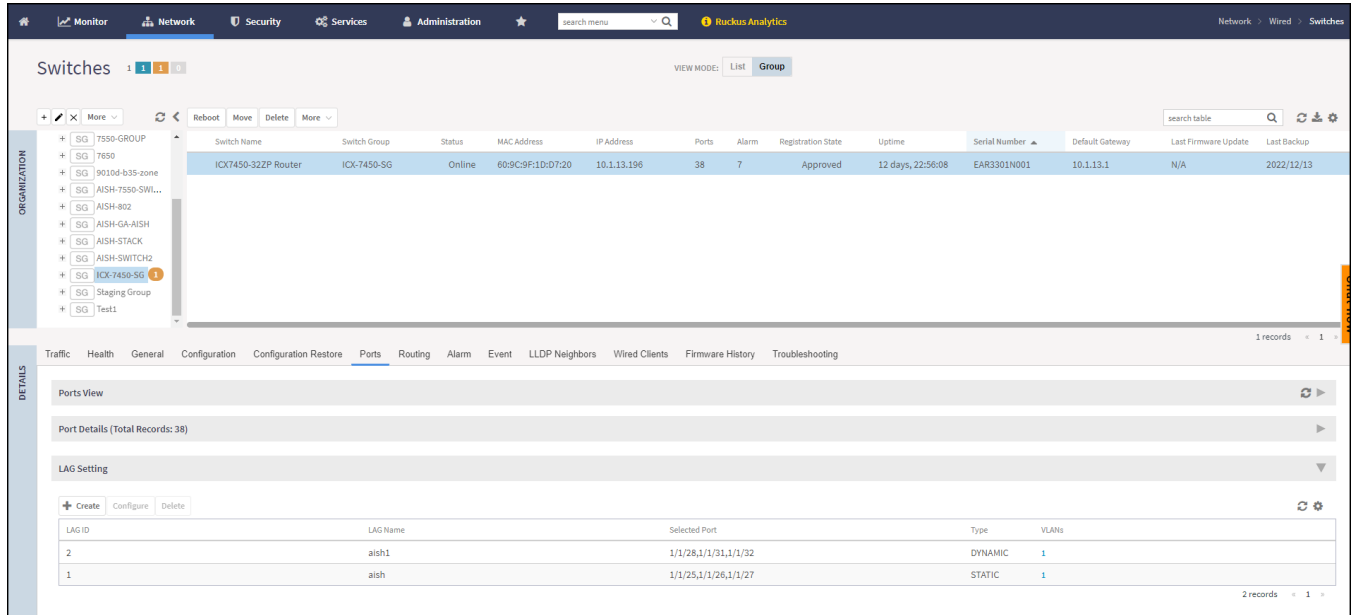 Monitor Network Security Services Administration search menu Ruckus Analytics Network > Wired > Switches
Switches 1 1 1 0 VIEW MODE: List Group
+ More Reboot Move Delete More search table
ORGANIZATION
+ SG 7550-GROUP
+ SG 7650
+ SG 9010d-b35-zone
+ SG AISH-7550-SWI...
+ SG AISH-802
+ SG AISH-GA-AISH
+ SG AISH-STACK
+ SG AISH-SWITCH2
+ SG ICX-7450-SG 1
+ SG Staging Group
+ SG Test1
Switch Name Switch Group Status MAC Address IP Address Ports Alarm Registration State Uptime Serial Number Default Gateway Last Firmware Update Last Backup
ICX7450-32ZP Router ICX-7450-SG Online 60:9C:9F:1D:D7:20 10.1.13.196 38 7 Approved 12 days, 22:56:08 EAR3301N001 10.1.13.1 N/A 2022/12/13
1 records « 1 »
DETAILS
Traffic Health General Configuration Configuration Restore Ports Routing Alarm Event LLDP Neighbors Wired Clients Firmware History Troubleshooting
Ports View
Port Details (Total Records: 38)
LAG Setting
+ Create Configure Delete
LAG ID LAG Name Selected Port Type VLANs
2 aish1 1/1/28,1/1/31,1/1/32 DYNAMIC 1
1 aish 1/1/25,1/1/26,1/1/27 STATIC 1
2 records « 1 »